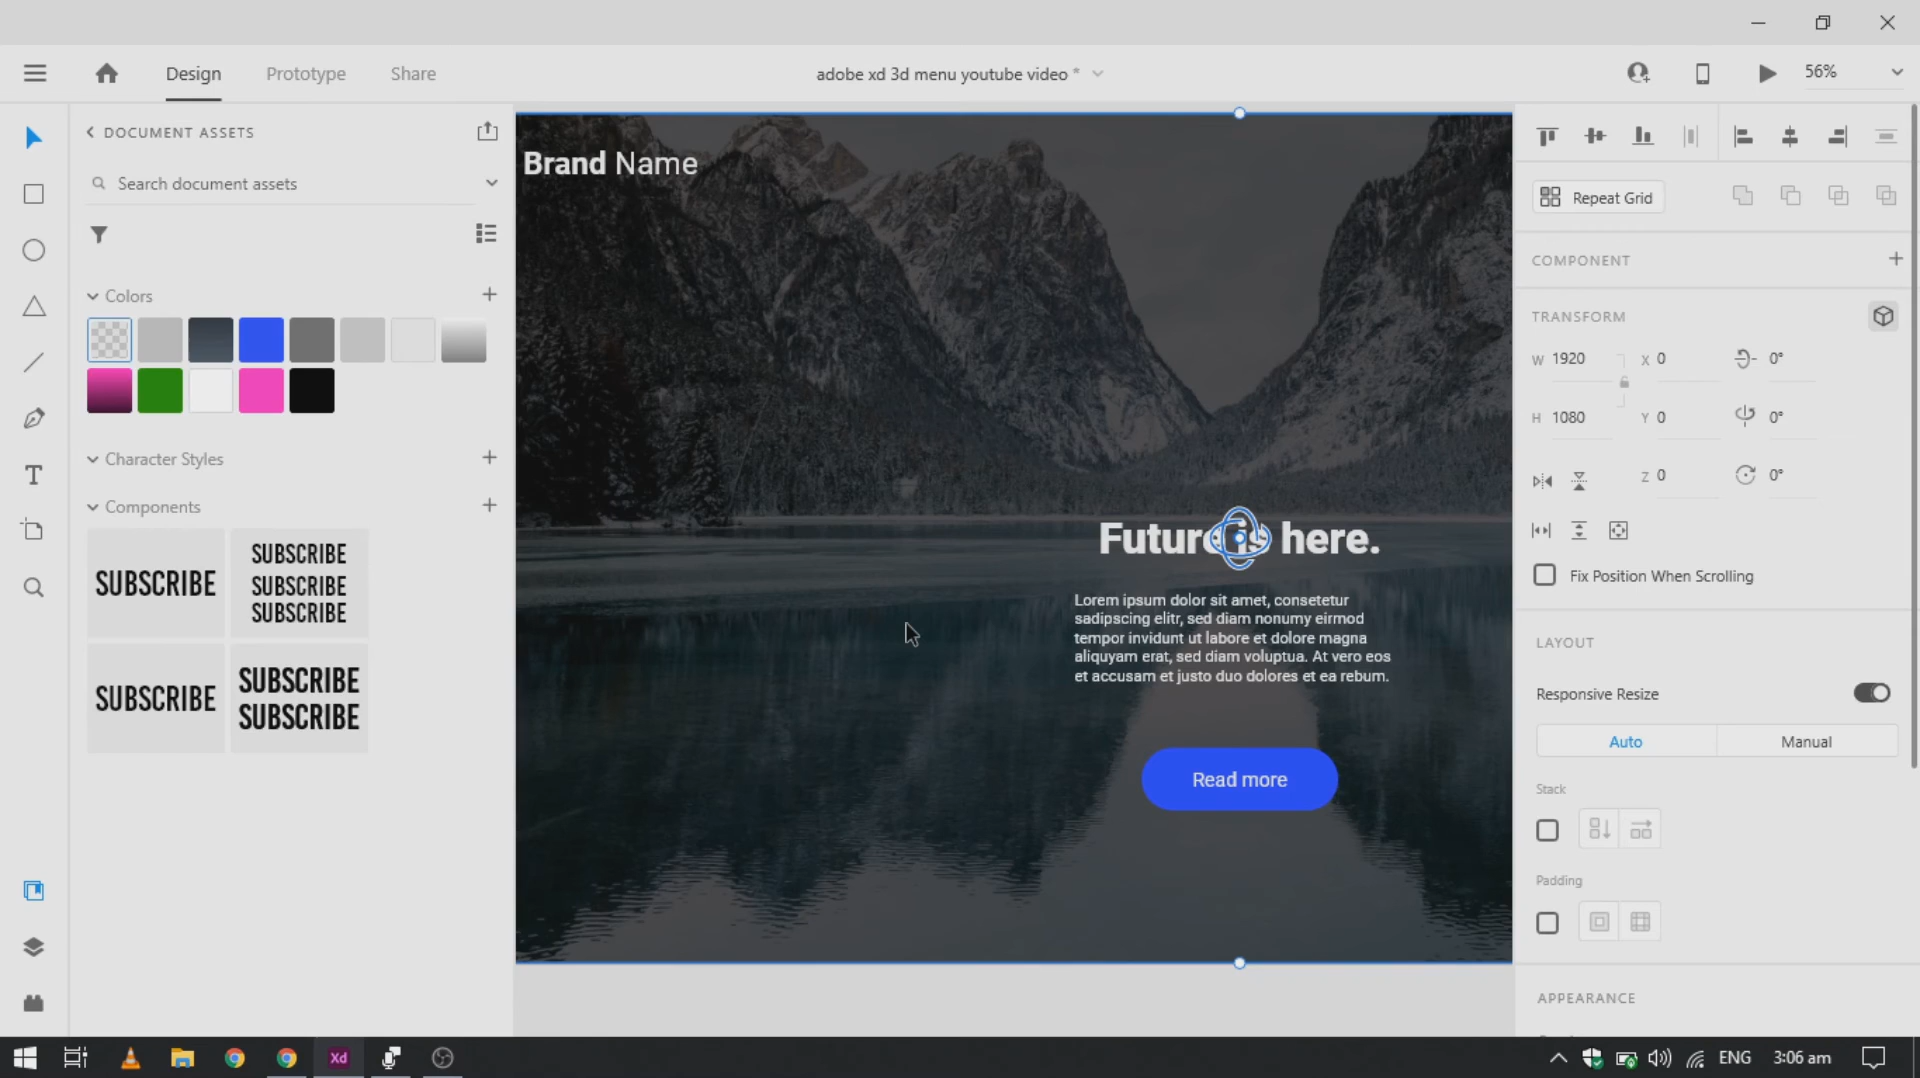 Design
Prototype
Share
adobe xd 3d menu youtube video *
56%
DOCUMENT ASSETS
Search document assets
Colors
Character Styles
Components
SUBSCRIBE
SUBSCRIBE
SUBSCRIBE
SUBSCRIBE
SUBSCRIBE
SUBSCRIBE
SUBSCRIBE
Brand Name
Future is here.
Lorem ipsum dolor sit amet, consetetur
sadipscing elitr, sed diam nonumy eirmod
tempor invidunt ut labore et dolore magna
aliquyam erat, sed diam voluptua. At vero eos
et accusam et justo duo dolores et ea rebum.
Read more
Repeat Grid
COMPONENT
TRANSFORM
W 1920 X 0 0°
H 1080 Y 0 0°
Z 0 0°
Fix Position When Scrolling
LAYOUT
Responsive Resize
Auto
Manual
Stack
Padding
APPEARANCE
Xd
ENG
3:06 am